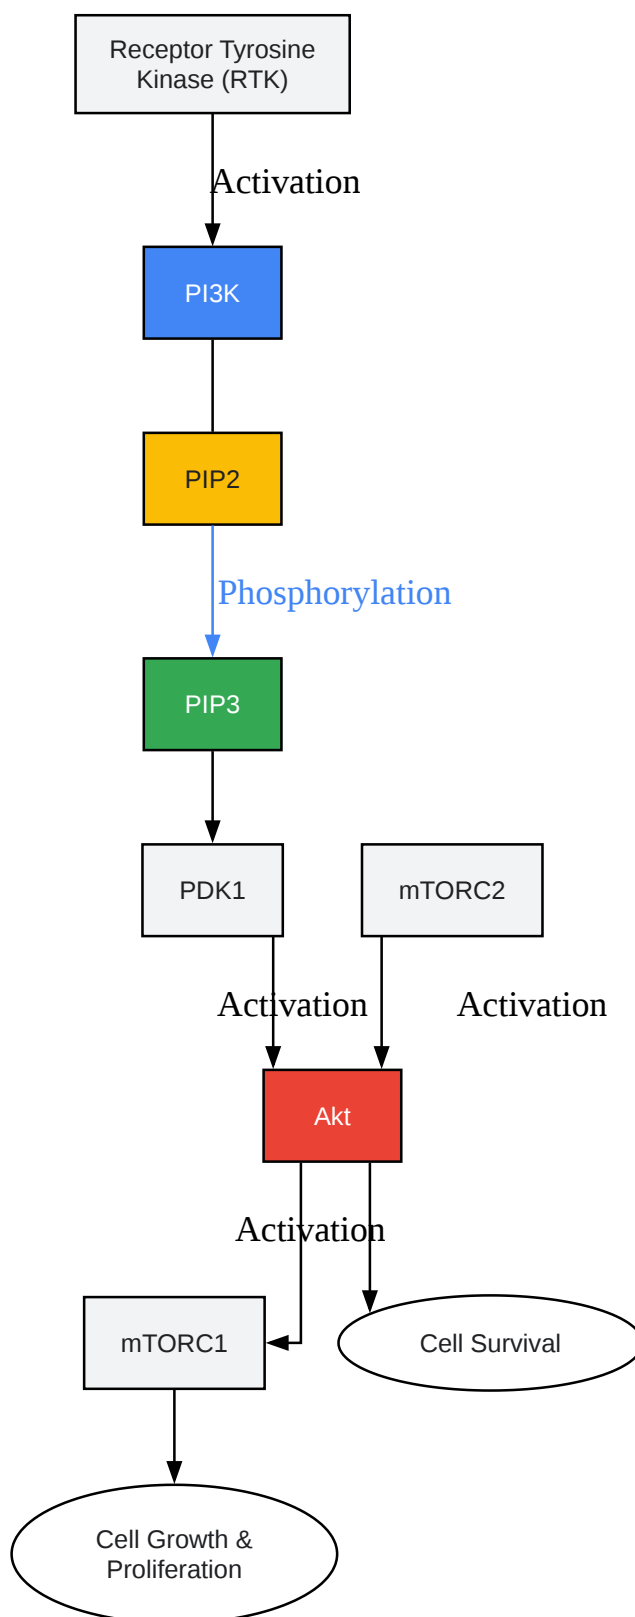 Receptor Tyrosine
Kinase (RTK)
Activation
PI3K
PIP2
Phosphorylation
PIP3
PDK1
mTORC2
Activation
Activation
Akt
Activation
mTORC1
Cell Survival
Cell Growth &
Proliferation